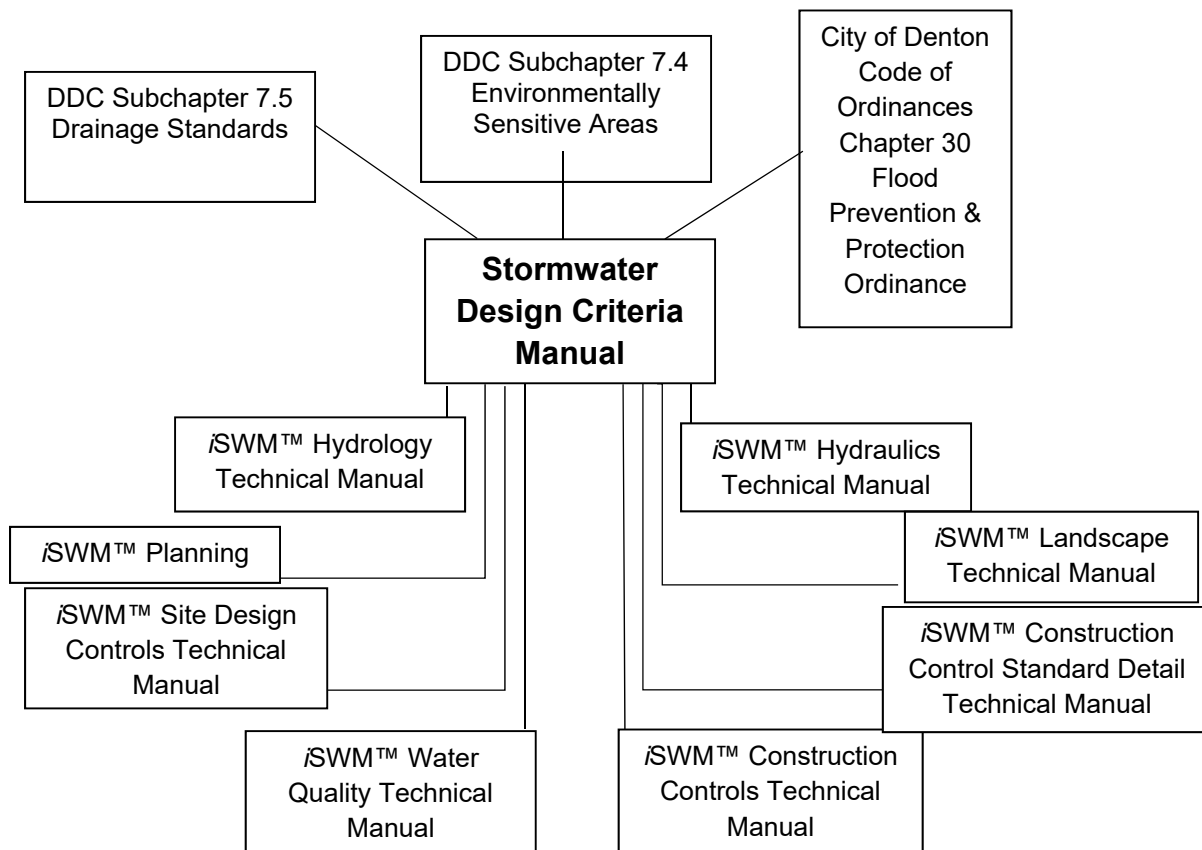 DDC Subchapter 7.5
Drainage Standards
DDC Subchapter 7.4
Environmentally
Sensitive Areas
City of Denton
Code of
Ordinances
Chapter 30
Flood
Prevention &
Protection
Ordinance
Stormwater
Design Criteria
Manual
iSWM™ Hydrology
Technical Manual
iSWM™ Hydraulics
Technical Manual
iSWM™ Planning
iSWM™ Landscape
Technical Manual
iSWM™ Site Design
Controls Technical
Manual
iSWM™ Construction
Control Standard Detail
Technical Manual
iSWM™ Water
Quality Technical
Manual
iSWM™ Construction
Controls Technical
Manual